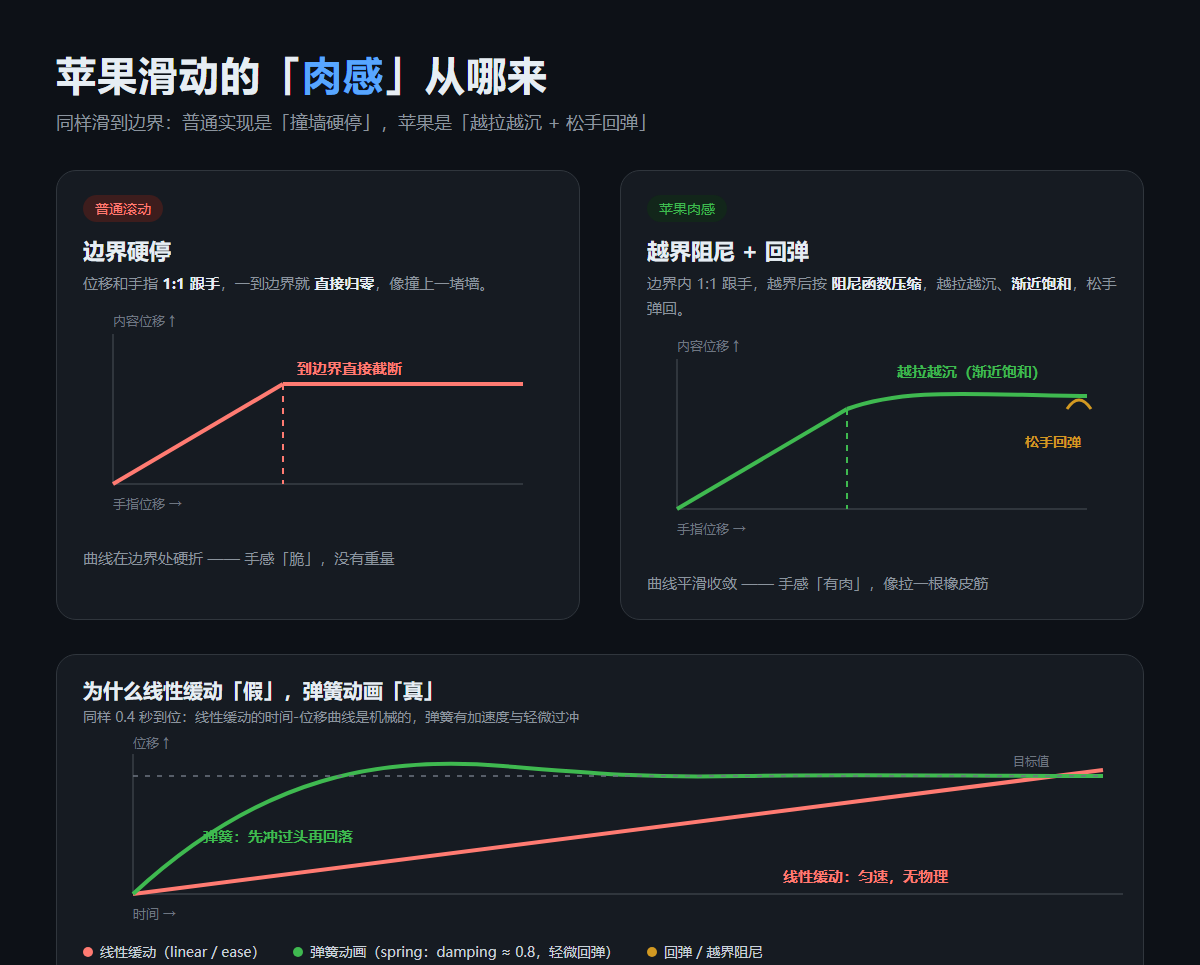 苹果滑动的「肉感」从哪来
同样滑到边界：普通实现是「撞墙硬停」，苹果是「越拉越沉 + 松手回弹」
普通滚动
边界硬停
位移和手指 1:1 跟手，一到边界就 直接归零，像撞上一堵墙。
内容位移 ↑
到边界直接截断
手指位移 →
曲线在边界处硬折 —— 手感「脆」，没有重量
苹果肉感
越界阻尼 + 回弹
边界内 1:1 跟手，越界后按 阻尼函数压缩，越拉越沉、渐近饱和，松手
弹回。
内容位移 ↑
越拉越沉（渐近饱和）
松手回弹
手指位移 →
曲线平滑收敛 —— 手感「有肉」，像拉一根橡皮筋
为什么线性缓动「假」，弹簧动画「真」
同样 0.4 秒到位：线性缓动的时间-位移曲线是机械的，弹簧有加速度与轻微过冲
位移 ↑
目标值
弹簧：先冲过头再回落
线性缓动：匀速，无物理
时间 →
线性缓动（linear / ease）
弹簧动画（spring：damping ≈ 0.8，轻微回弹）
回弹 / 越界阻尼